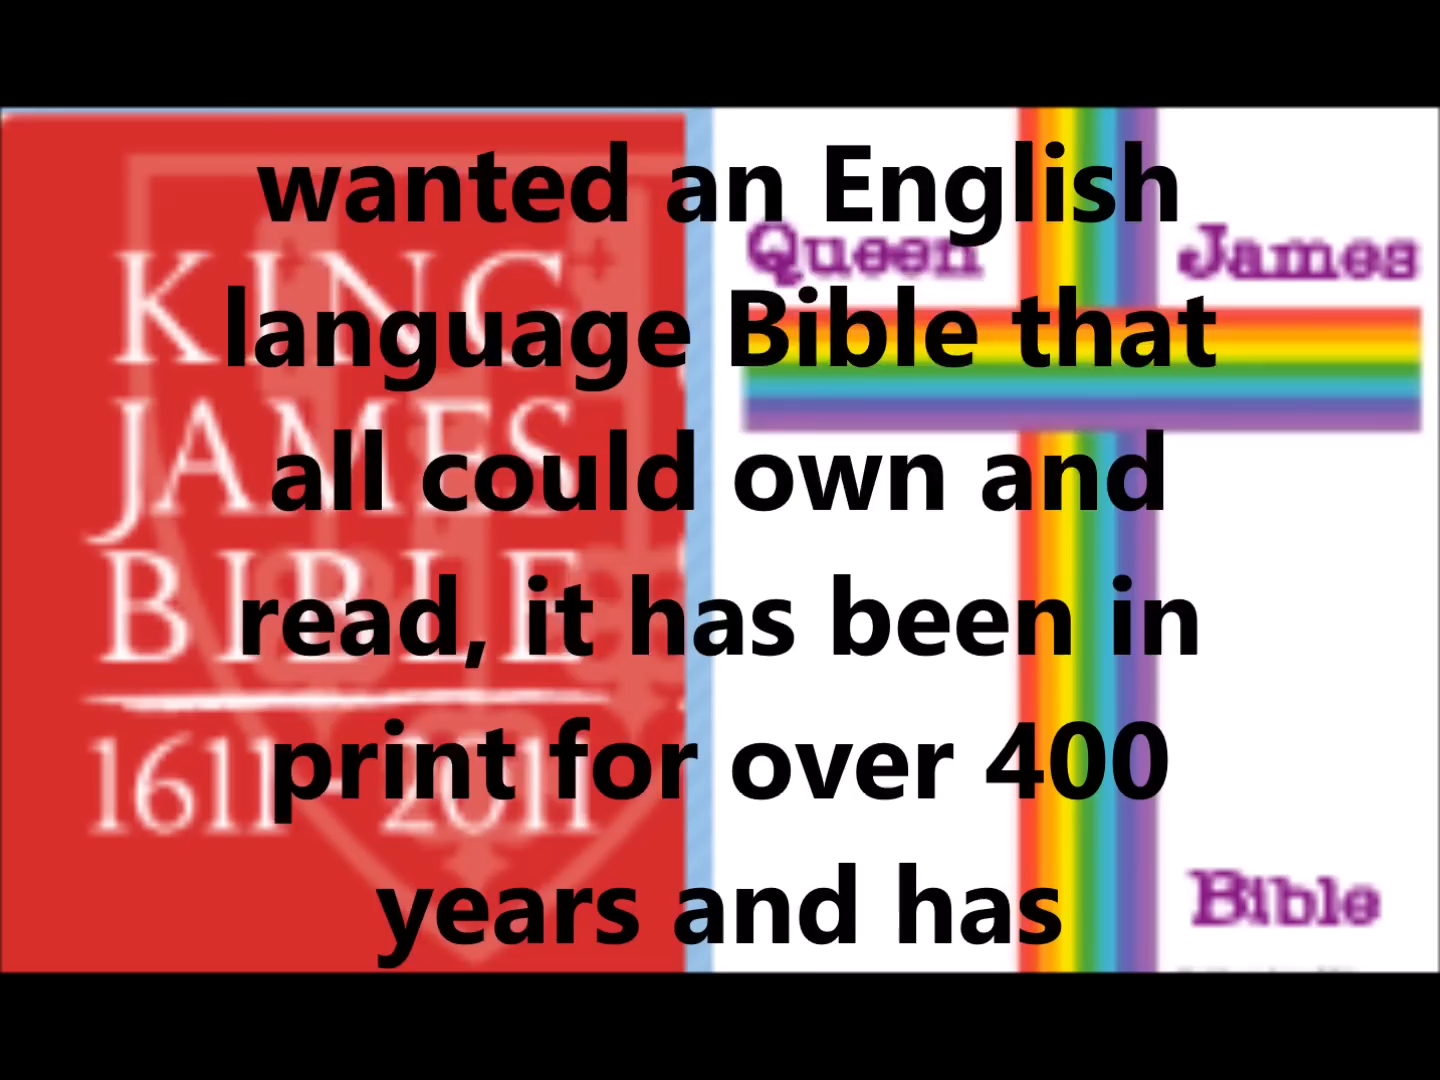 wanted an English
Queen James
language Bible that
KING
all could own and
JAMES
read, it has been in
BIBLE
print for over 400
1611 2011
years and has
Bible